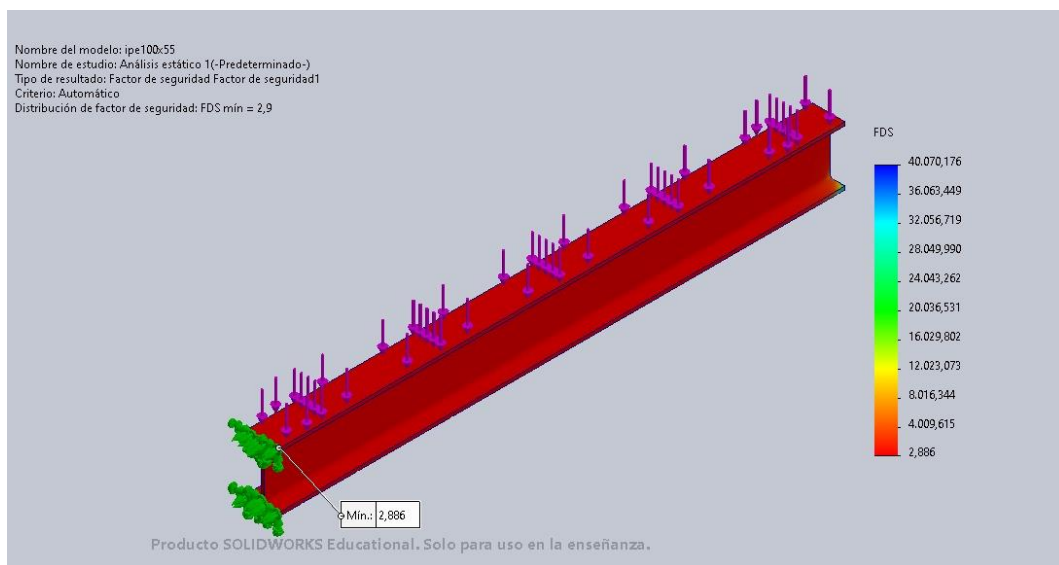 Nombre del modelo: ipe100x55
Nombre de estudio: Análisis estático 1(-Predeterminado-)
Tipo de resultado: Factor de seguridad Factor de seguridad1
Criterio: Automático
Distribución de factor de seguridad: FDS mín = 2,9
FDS
40.070,176
36.063,449
32.056,719
28.049,990
24.043,262
20.036,531
16.029,802
12.023,073
8.016,344
4.009,615
2,886
Mín.: 2,886
Producto SOLIDWORKS Educational. Solo para uso en la enseñanza.